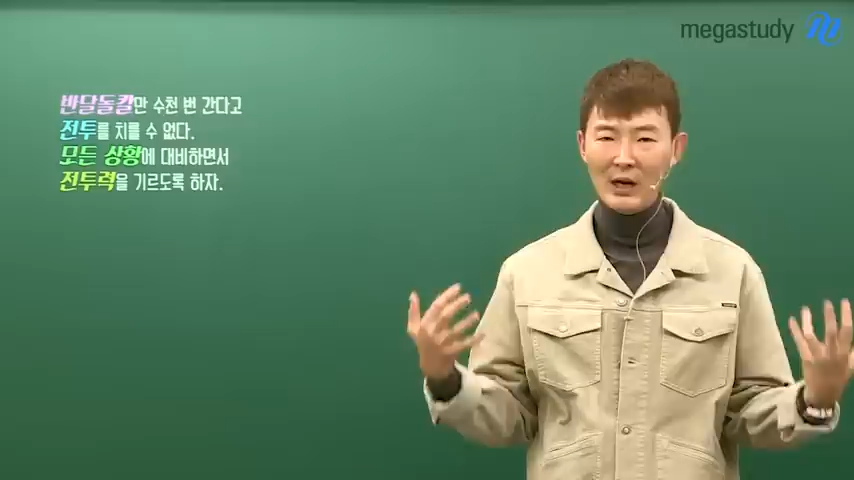 megastudy
반달돌칼만 수천 번 간다고
전투를 치를 수 없다.
모든 상황에 대비하면서
전투력을 기르도록 하자.